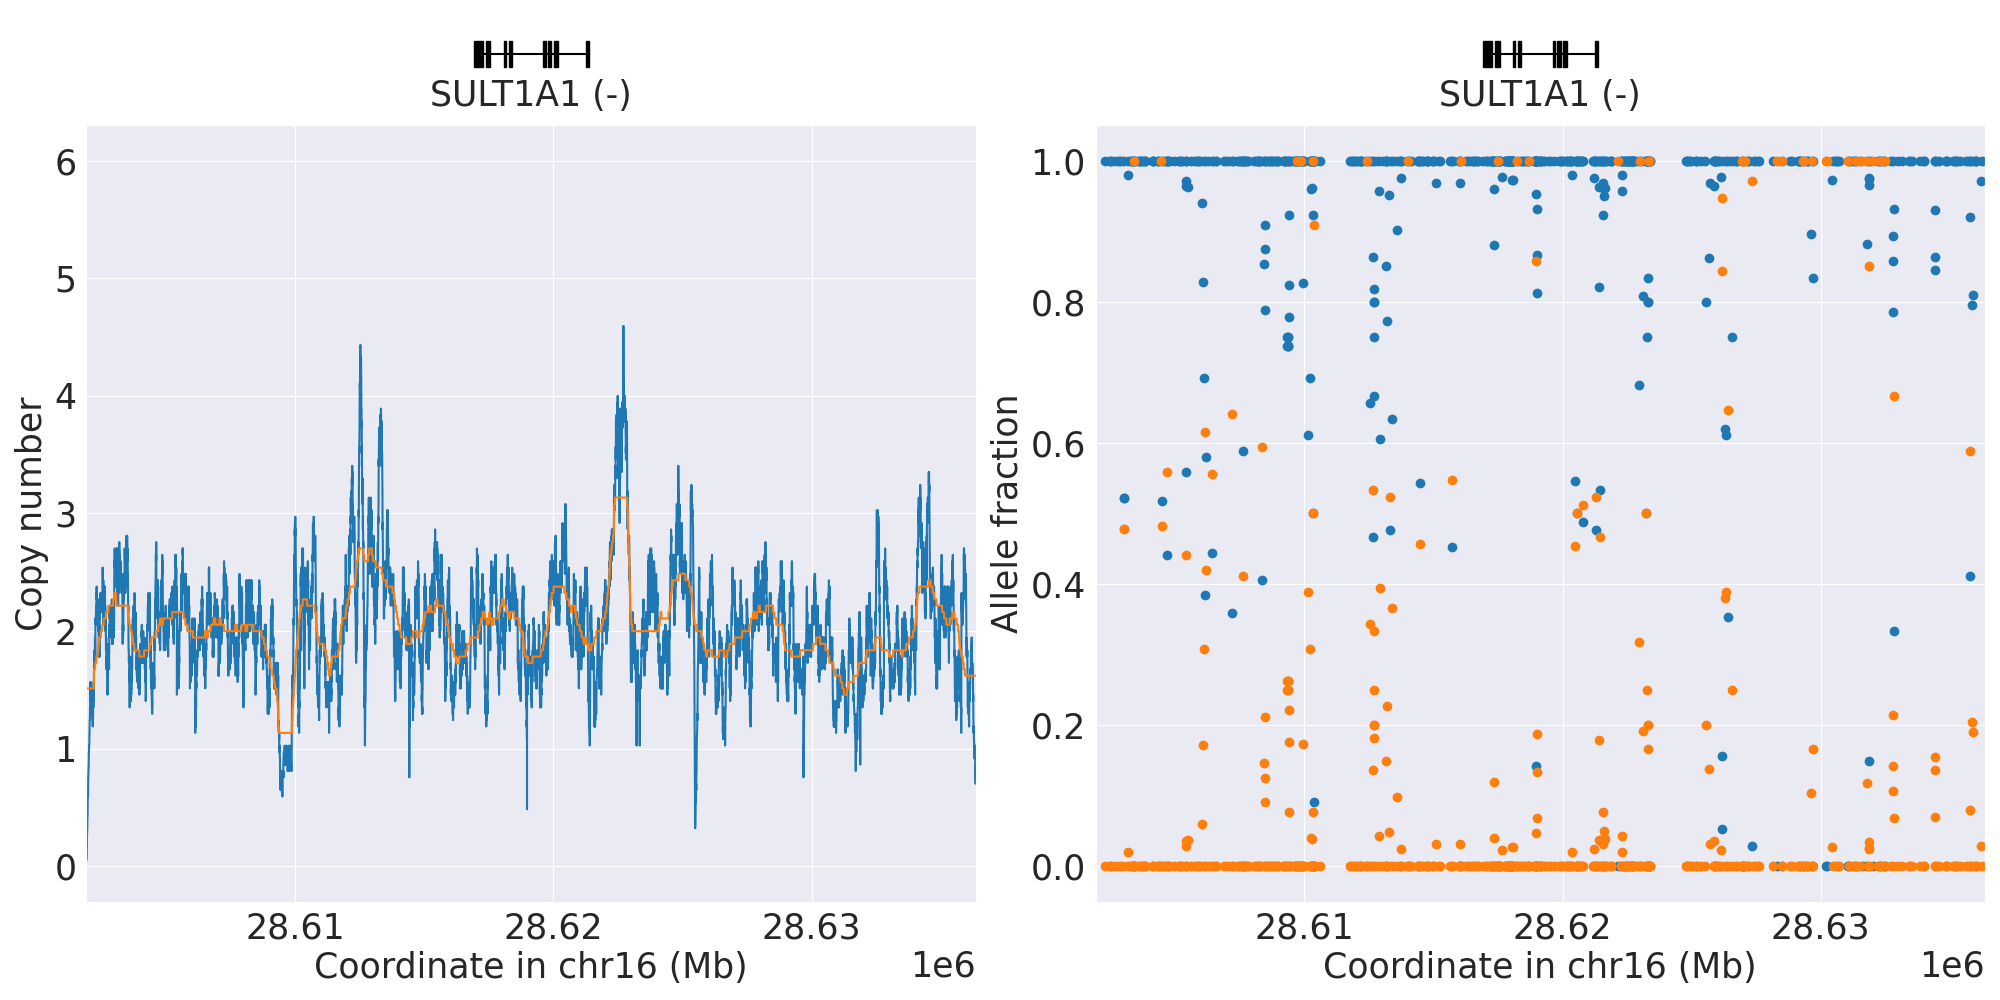 SULT1A1 (-)
6
5
4
3
2
1
0
Copy number
28.61
28.62
28.63
Coordinate in chr16 (Mb)
1e6
SULT1A1 (-)
1.0
0.8
0.6
0.4
0.2
0.0
Allele fraction
28.61
28.62
28.63
Coordinate in chr16 (Mb)
1e6